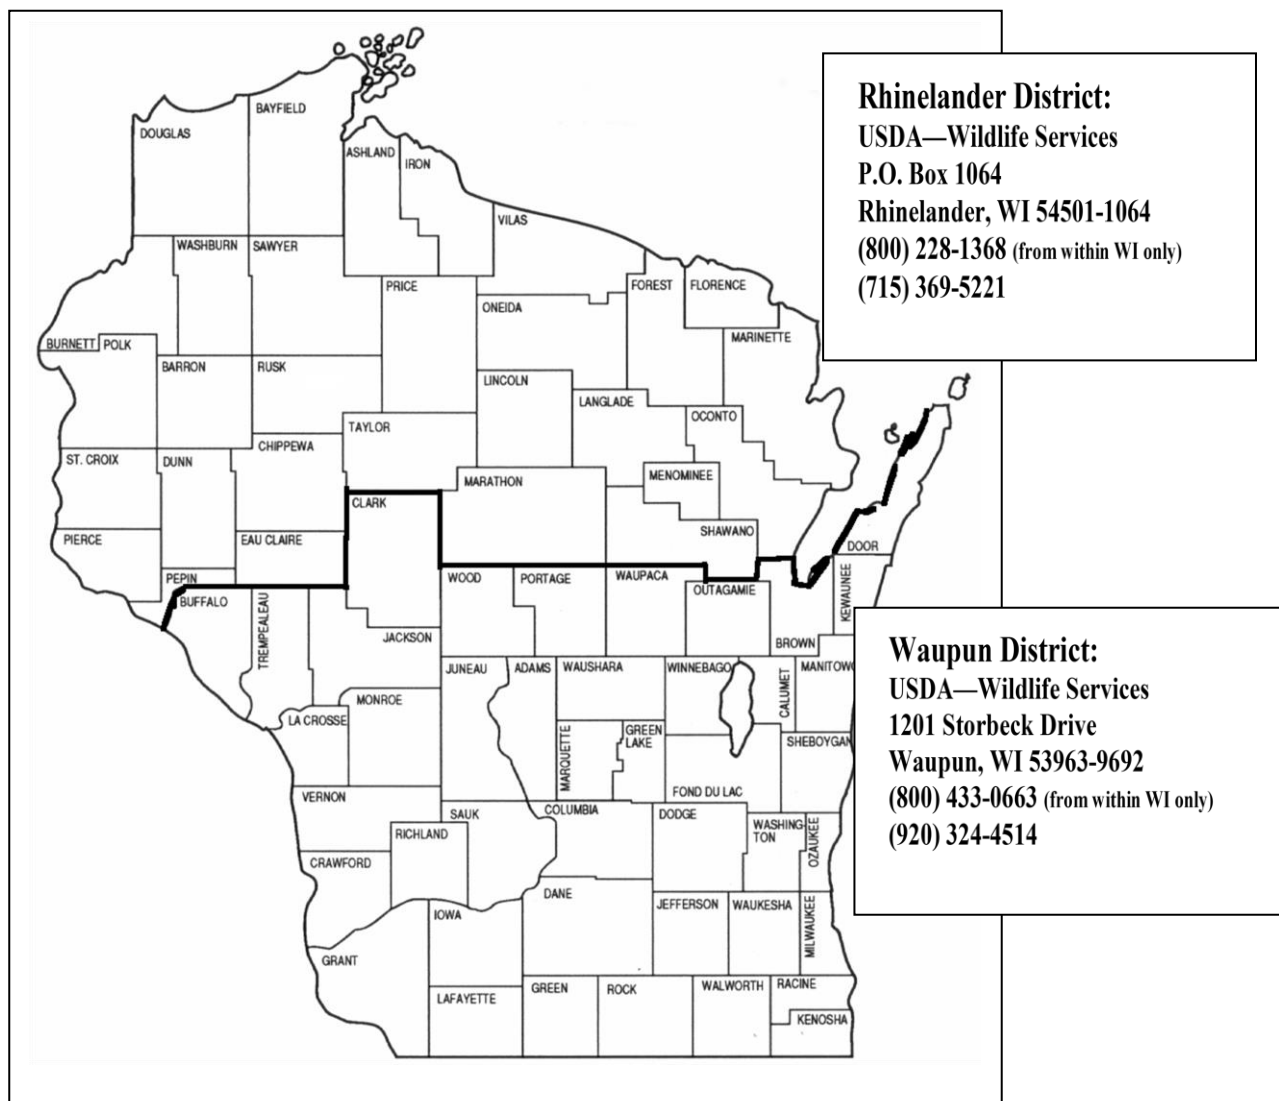 Rhinelander District:
USDA—Wildlife Services
P.O. Box 1064
Rhinelander, WI 54501-1064
(800) 228-1368 (from within WI only)
(715) 369-5221
DOUGLAS
BAYFIELD
ASHLAND
IRON
VILAS
WASHBURN
SAWYER
PRICE
ONEIDA
FOREST
FLORENCE
MARINETTE
BURNETT
POLK
BARRON
RUSK
LINCOLN
LANGLADE
OCONTO
TAYLOR
CHIPPEWA
ST. CROIX
DUNN
MENOMINEE
MARATHON
CLARK
SHAWANO
PIERCE
EAU CLAIRE
DOOR
PEPIN
BUFFALO
TREMPEALEAU
WOOD
PORTAGE
WAUPACA
OUTAGAMIE
KEWAUNEE
JACKSON
BROWN
Waupun District:
USDA—Wildlife Services
1201 Storbeck Drive
Waupun, WI 53963-9692
(800) 433-0663 (from within WI only)
(920) 324-4514
JUNEAU
ADAMS
WAUSHARA
WINNEBAGO
CALUMET
MANITOWO
MONROE
LA CROSSE
MARQUETTE
GREEN
LAKE
SHEBOYGAN
VERNON
FOND DU LAC
SAUK
COLUMBIA
DODGE
WASHING-
TON
OZAUKEE
RICHLAND
CRAWFORD
DANE
IOWA
JEFFERSON
WAUKESHA
MILWAUKEE
GRANT
LAFAYETTE
GREEN
ROCK
WALWORTH
RACINE
KENOSHA